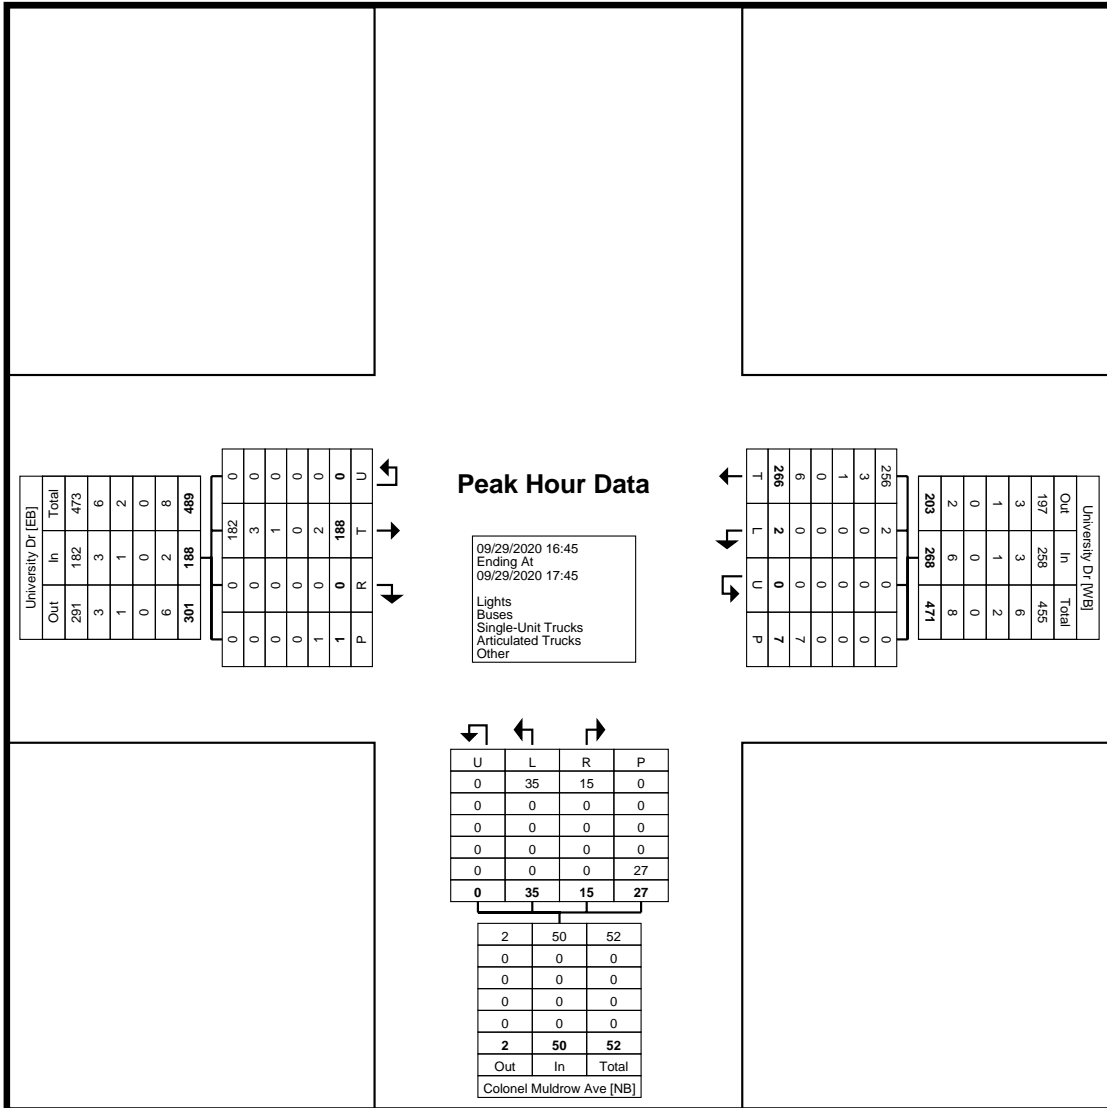 Peak Hour Data
09/29/2020 16:45
Ending At
09/29/2020 17:45
Lights
Buses
Single-Unit Trucks
Articulated Trucks
Other
U T R P
0 188 0 1
0 2 0 1
0 0 0 0
0 1 0 0
0 3 0 0
0 182 0 0
489 188 301
8 2 6
0 0 0
2 1 1
6 3 3
473 182 291
Total In Out
University Dr [EB]
University Dr [WB]
Out In Total
197 258 455
3 3 6
1 1 2
0 0 0
2 6 8
203 268 471
256 2 0 0
3 0 0 0
1 0 0 0
0 0 0 0
6 0 0 7
266 2 0 7
T L U P
U L R P
0 35 15 0
0 0 0 0
0 0 0 0
0 0 0 0
0 0 0 27
0 35 15 27
2 50 52
0 0 0
0 0 0
0 0 0
0 0 0
2 50 52
Out In Total
Colonel Muldrow Ave [NB]